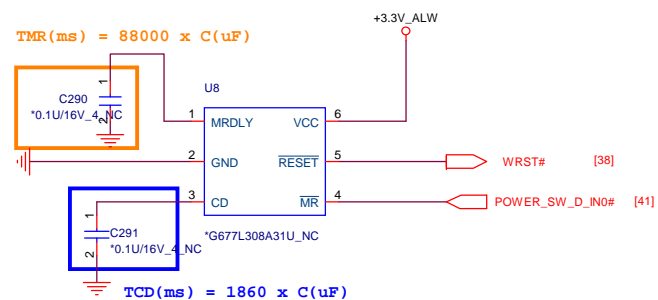 +3.3V_ALW
TMR(ms) = 88000 x C(uF)
U8
1
C290
*0.1U/16V_4_NC
2
1 MRDLY VCC 6
2 GND RESET 5 WRST# [38]
3 CD MR 4 POWER_SW_D_IN0# [41]
1
C291
*0.1U/16V_4_NC
2
*G677L308A31U_NC
TCD(ms) = 1860 x C(uF)